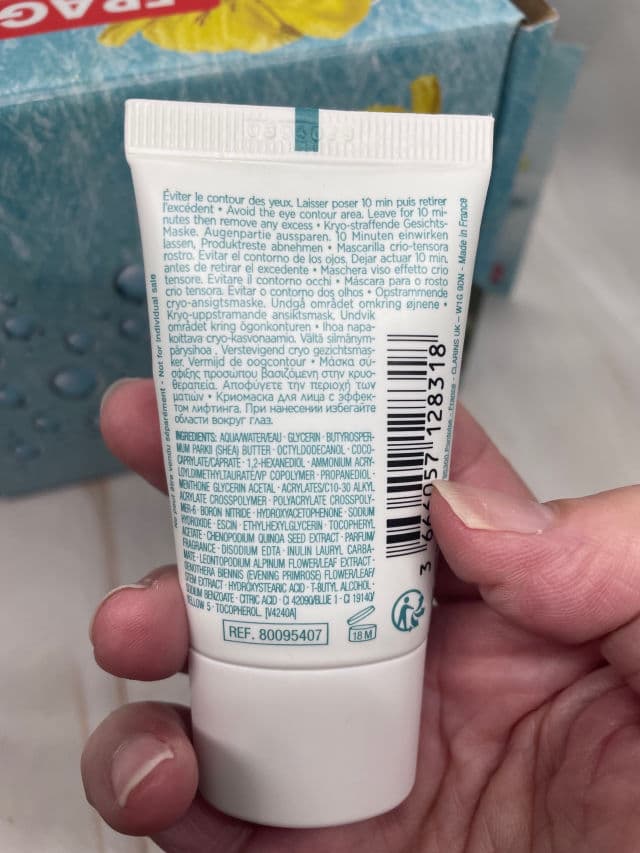 FRAG
Éviter le contour des yeux. Laisser poser 10 min puis retirer
l'excédent • Avoid the eye contour area. Leave for 10 mi-
nutes then remove any excess • Kryo-straffende Gesichts-
Maske. Augenpartie aussparen. 10 Minuten einwirken
lassen, Produktreste abnehmen • Mascarilla crio-tensora
rostro. Evitar el contorno de los ojos. Dejar actuar 10 min.
antes de retirar el excedente • Maschera viso effetto crio
tensore. Evitare il contorno occhi • Máscara para o rosto
crio tensora. Evitar o contorno dos olhos • Opstrammende
cryo-ansigtsmaske. Undgå området omkring øjnene •
Kryo-uppstramande ansiktsmask. Undvik
området kring ögonkonturen • Ihoa napa-
koittava cryo-kasvonaamio. Vältä silmänym-
pärysihoa. Verstevigend cryo gezichtsmas-
ker. Vermijd de oogcontour • Μάσκα σύ-
σφιξης προσώπου βασιζόμενη στην κρυο-
θεραπεία. Αποφύγετε την περιοχή των
ματιών • Криомаска для лица с эффек-
том лифтинга. При нанесении избегайте
области вокруг глаз.
INGREDIENTS: AQUA/WATER/EAU · GLYCERIN · BUTYROSPER-
MUM PARKII (SHEA) BUTTER · OCTYLDODECANOL · COCO-
CAPRYLATE/CAPRATE · 1,2-HEXANEDIOL · AMMONIUM ACRY-
LOYLDIMETHYLTAURATE/VP COPOLYMER · PROPANEDIOL ·
MENTHONE GLYCERIN ACETAL · ACRYLATES/C10-30 ALKYL
ACRYLATE CROSSPOLYMER · POLYACRYLATE CROSSPOLY-
MER-6 · BORON NITRIDE · HYDROXYACETOPHENONE · SODIUM
HYDROXIDE · ESCIN · ETHYLHEXYLGLYCERIN · TOCOPHERYL
ACETATE · CHENOPODIUM QUINOA SEED EXTRACT · PARFUM/
FRAGRANCE · DISODIUM EDTA · INULIN LAURYL CARBA-
MATE · LEONTOPODIUM ALPINUM FLOWER/LEAF EXTRACT ·
OENOTHERA BIENNIS (EVENING PRIMROSE) FLOWER/LEAF/
STEM EXTRACT · HYDROXYSTEARIC ACID · T-BUTYL ALCOHOL ·
SODIUM BENZOATE · CITRIC ACID · CI 42090/BLUE 1 · CI 19140/
YELLOW 5 · TOCOPHEROL. [V4240A]
REF. 80095407
18 M
Ne peut être vendu séparément - Not for individual sale
3 666057 128318
France - CLARINS UK — W1G 9DN - Made in France